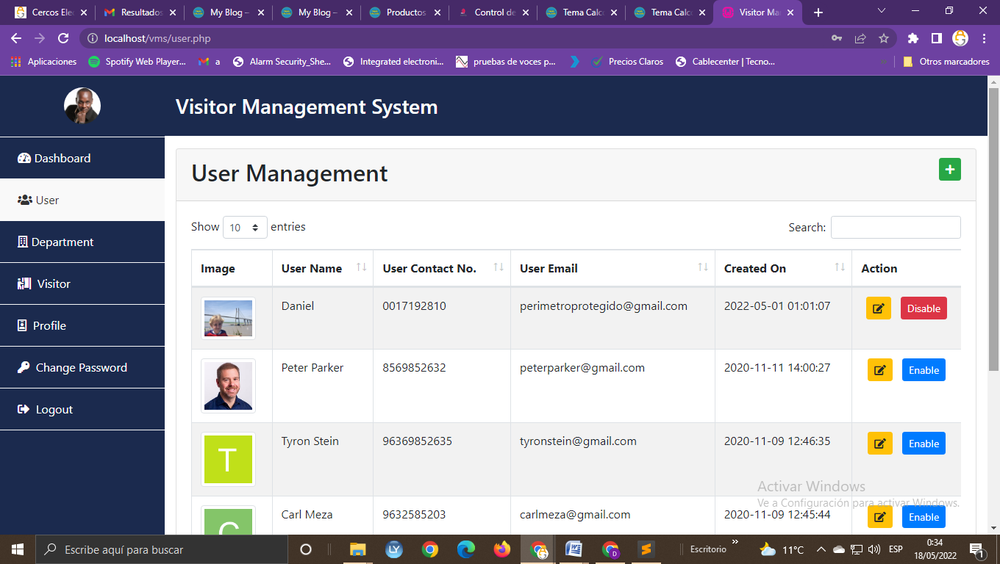 Cercos Ele
Resultados
My Blog –
My Blog –
Productos
Control de
Tema Calc
Tema Calc
Visitor Ma
localhost/vms/user.php
Aplicaciones
Spotify Web Player...
a
Alarm Security_She...
Integrated electroni...
pruebas de voces p...
Precios Claros
Cablecenter | Tecno...
»
Otros marcadores
Visitor Management System
Dashboard
User
Department
Visitor
Profile
Change Password
Logout
User Management
+
Show 10 entries
Search:
Image User Name User Contact No. User Email Created On Action
Daniel 0017192810 perimetroprotegido@gmail.com 2022-05-01 01:01:07 Disable
Peter Parker 8569852632 peterparker@gmail.com 2020-11-11 14:00:27 Enable
T Tyron Stein 96369852635 tyronstein@gmail.com 2020-11-09 12:46:35 Enable
C Carl Meza 9632585203 carlmeza@gmail.com 2020-11-09 12:45:44 Enable
Activar Windows
Ve a Configuración para activar Windows.
Escribe aquí para buscar
LY
D
Escritorio
»
11°C
ESP
0:34
18/05/2022
1